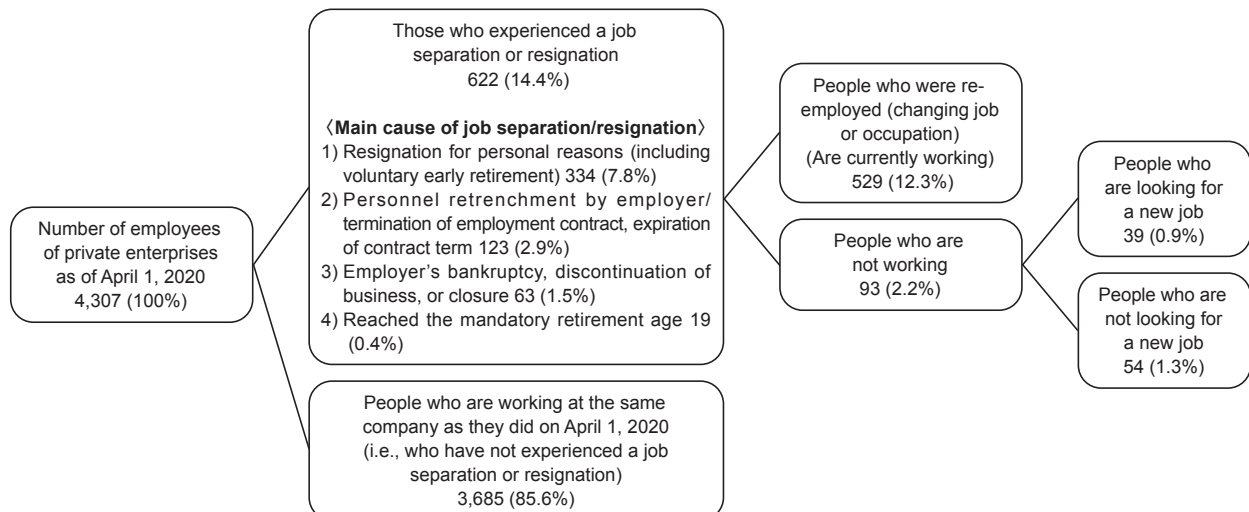 Number of employees
of private enterprises
as of April 1, 2020
4,307 (100%)
Those who experienced a job
separation or resignation
622 (14.4%)
〈Main cause of job separation/resignation〉
1) Resignation for personal reasons (including
voluntary early retirement) 334 (7.8%)
2) Personnel retrenchment by employer/
termination of employment contract, expiration
of contract term 123 (2.9%)
3) Employer's bankruptcy, discontinuation of
business, or closure 63 (1.5%)
4) Reached the mandatory retirement age 19
(0.4%)
People who are working at the same
company as they did on April 1, 2020
(i.e., who have not experienced a job
separation or resignation)
3,685 (85.6%)
People who were re-
employed (changing job
or occupation)
(Are currently working)
529 (12.3%)
People who are
not working
93 (2.2%)
People who
are looking for
a new job
39 (0.9%)
People who are
not looking for
a new job
54 (1.3%)